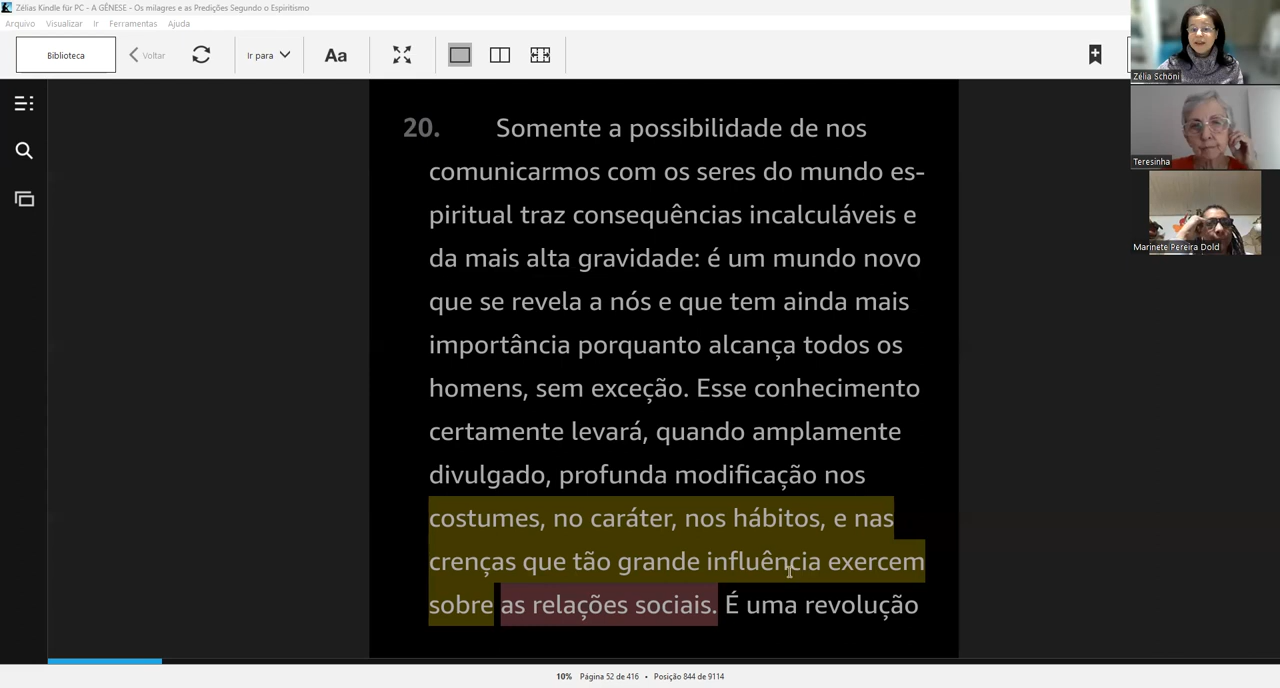 Zélias Kindle für PC - A GÊNESE - Os milagres e as Predições Segundo o Espiritismo
Arquivo Visualizar Ir Ferramentas Ajuda
Biblioteca Voltar Ir para Aa
Zélia Schöni
Teresinha
Marinete Pereira Dold
20. Somente a possibilidade de nos
comunicarmos com os seres do mundo es-
piritual traz consequências incalculáveis e
da mais alta gravidade: é um mundo novo
que se revela a nós e que tem ainda mais
importância porquanto alcança todos os
homens, sem exceção. Esse conhecimento
certamente levará, quando amplamente
divulgado, profunda modificação nos
costumes, no caráter, nos hábitos, e nas
crenças que tão grande influência exercem
sobre as relações sociais. É uma revolução
10% Página 52 de 416 • Posição 844 de 9114